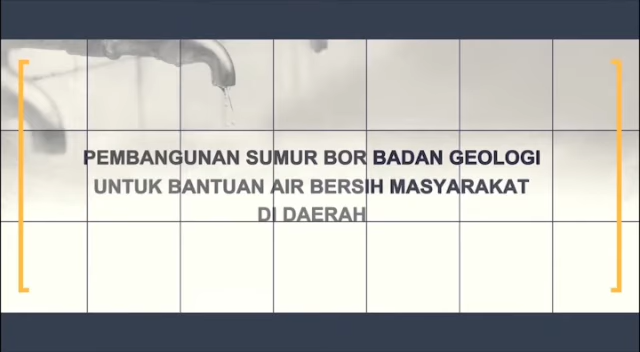 PEMBANGUNAN SUMUR BOR BADAN GEOLOGI
UNTUK BANTUAN AIR BERSIH MASYARAKAT
DI DAERAH